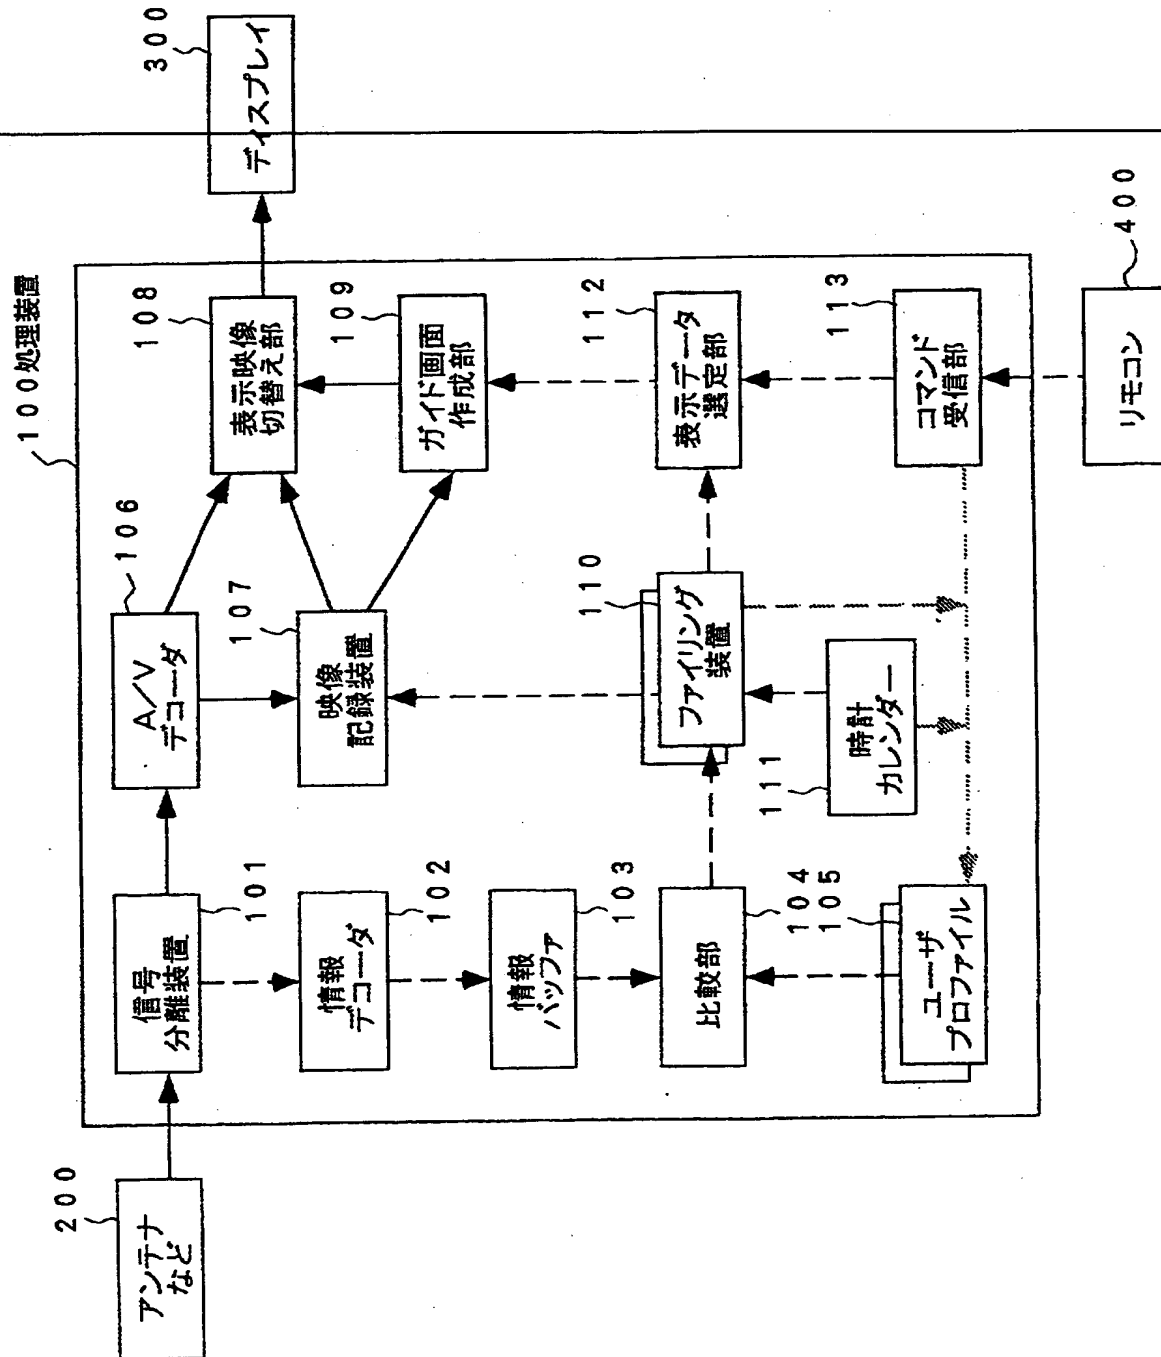 100処理装置
200
アンテナ
など
101
信号
分離装置
102
情報
デコーダ
103
情報
バッファ
104
比較部
105
ユーザ
プロファイル
106
A/V
デコーダ
107
映像
記録装置
110
ファイリング
装置
111
時計
カレンダー
108
表示映像
切替え部
109
ガイド画面
作成部
112
表示データ
選定部
113
コマンド
受信部
300
ディスプレイ
400
リモコン